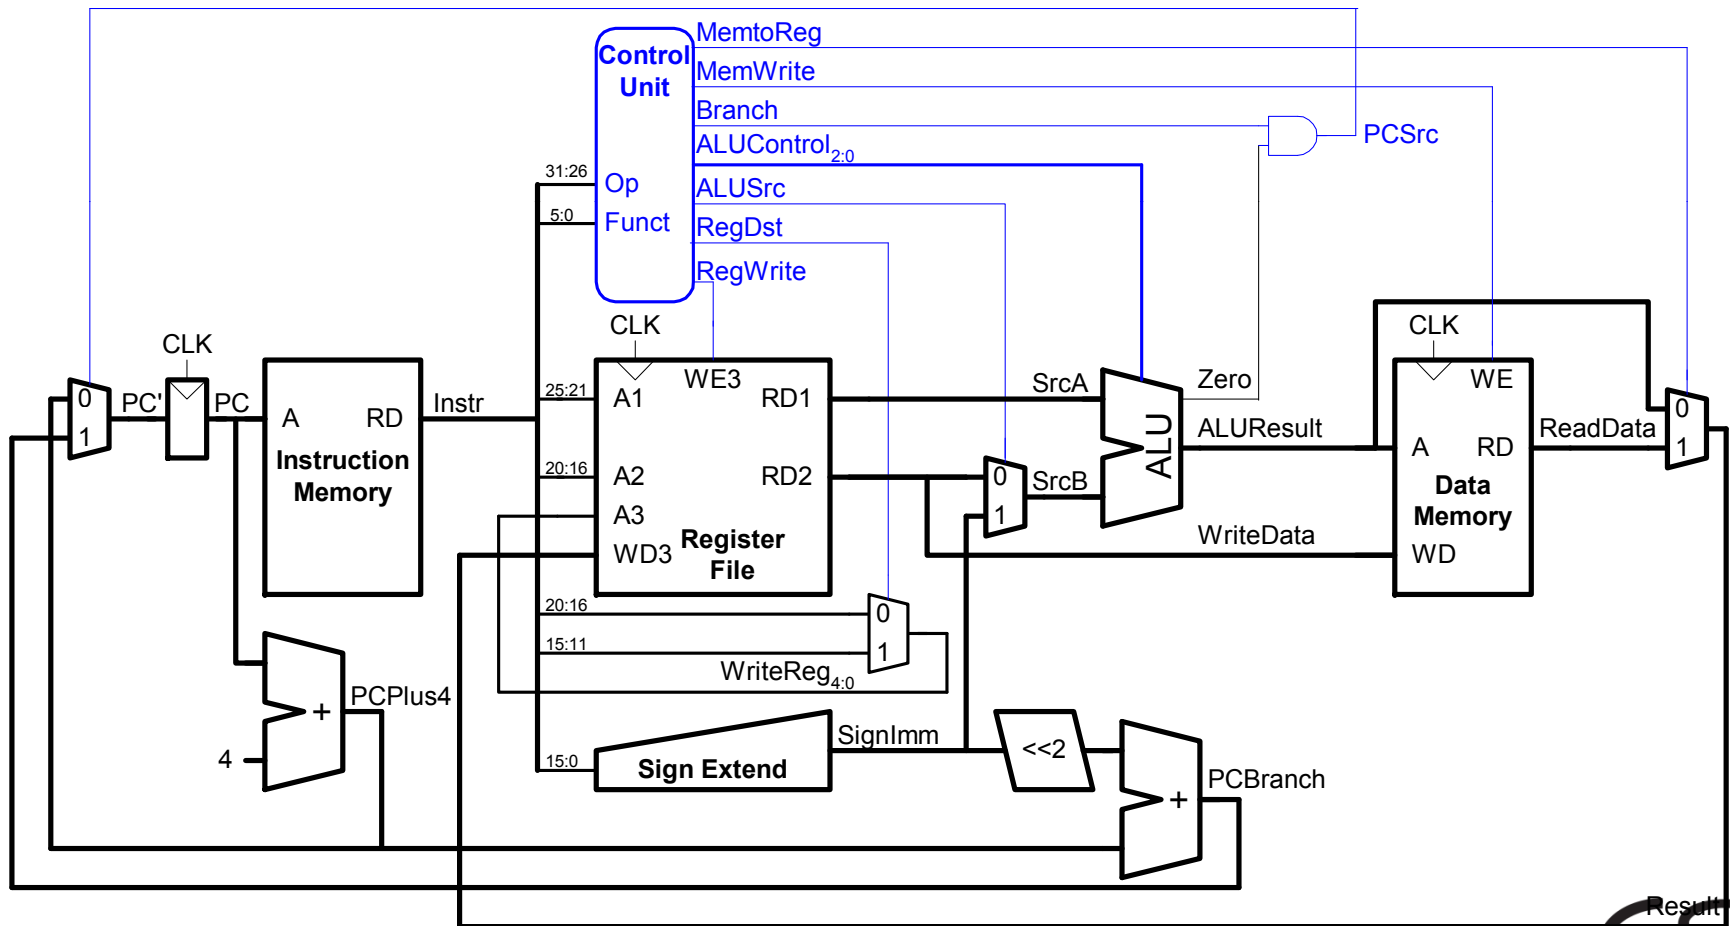 MemtoReg
Control
Unit
MemWrite
Branch
PCSrc
ALUControl2:0
31:26
Op
ALUSrc
5:0
Funct
RegDst
RegWrite
CLK
CLK
CLK
0
1
PC'
PC
A
RD
Instruction
Memory
Instr
25:21
A1
WE3
RD1
SrcA
Zero
WE
0
1
ALU
ALUResult
A
RD
ReadData
Data
Memory
20:16
A2
RD2
0
1
SrcB
A3
WD3
Register
File
WriteData
WD
20:16
0
15:11
1
WriteReg4:0
PCPlus4
+
4
SignImm
<<2
15:0
Sign Extend
PCBranch
+
Result